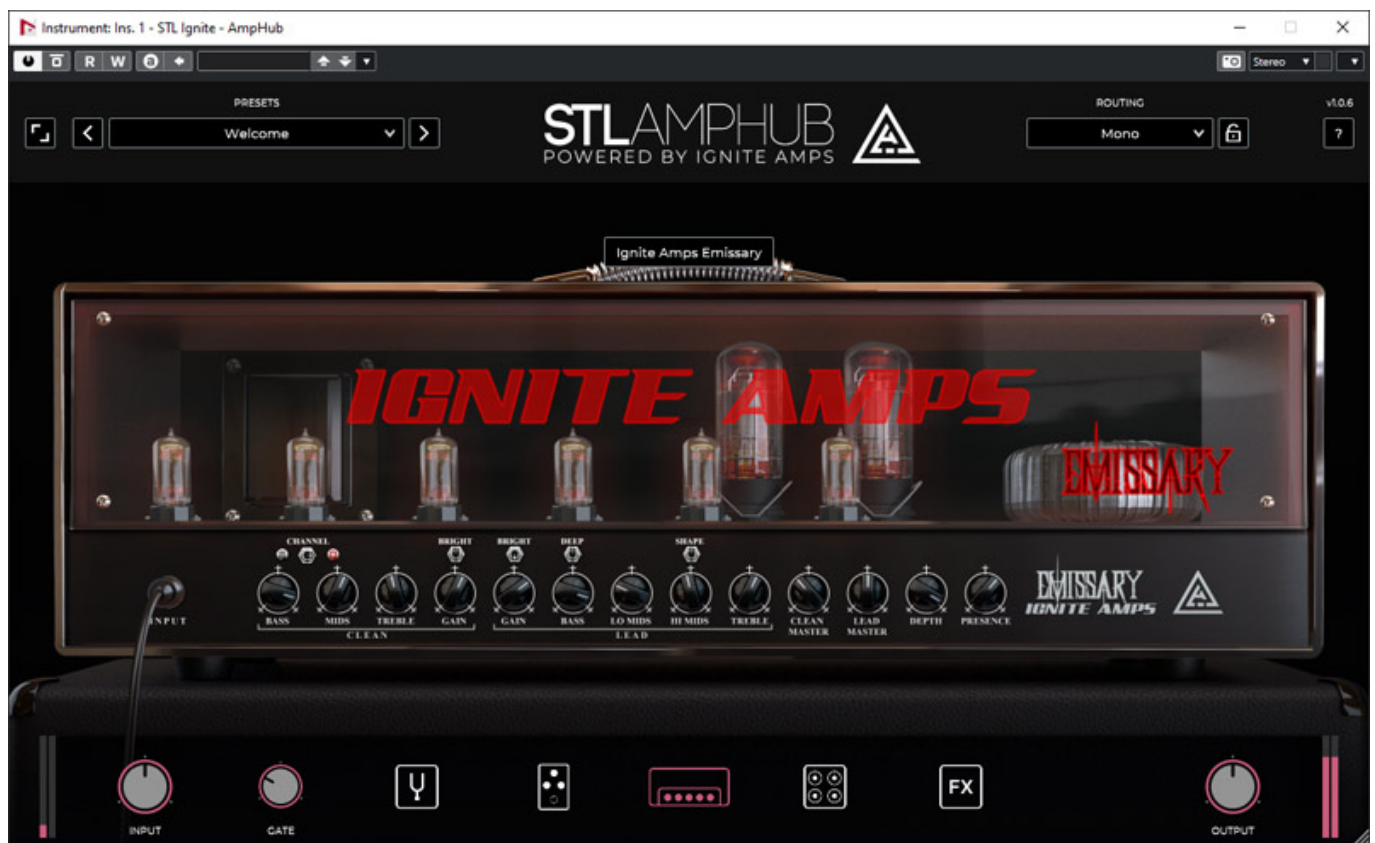 Instrument: Ins. 1 - STL Ignite - AmpHub
R W a Stereo
PRESETS
Welcome
STLAMPHUB
POWERED BY IGNITE AMPS
ROUTING
Mono
v1.0.6
?
Ignite Amps Emissary
IGNITE AMPS
EMISSARY
CHANNEL BRIGHT BRIGHT DEEP SHAPE
INPUT
BASS MIDS TREBLE GAIN GAIN BASS LO MIDS HI MIDS TREBLE CLEAN MASTER LEAD MASTER DEPTH PRESENCE
CLEAN LEAD
EMISSARY
IGNITE AMPS
FX
INPUT GATE OUTPUT